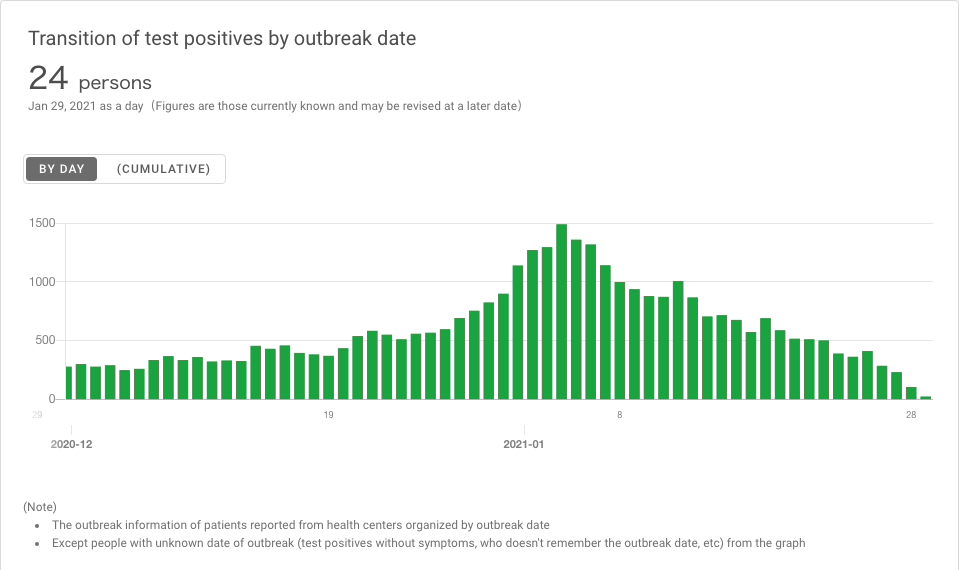 Transition of test positives by outbreak date
24 persons
Jan 29, 2021 as a day（Figures are those currently known and may be revised at a later date）
BY DAY (CUMULATIVE)
1500
1000
500
0
29 19 8 28
2020-12 2021-01
(Note)
• The outbreak information of patients reported from health centers organized by outbreak date
• Except people with unknown date of outbreak (test positives without symptoms, who doesn't remember the outbreak date, etc) from the graph